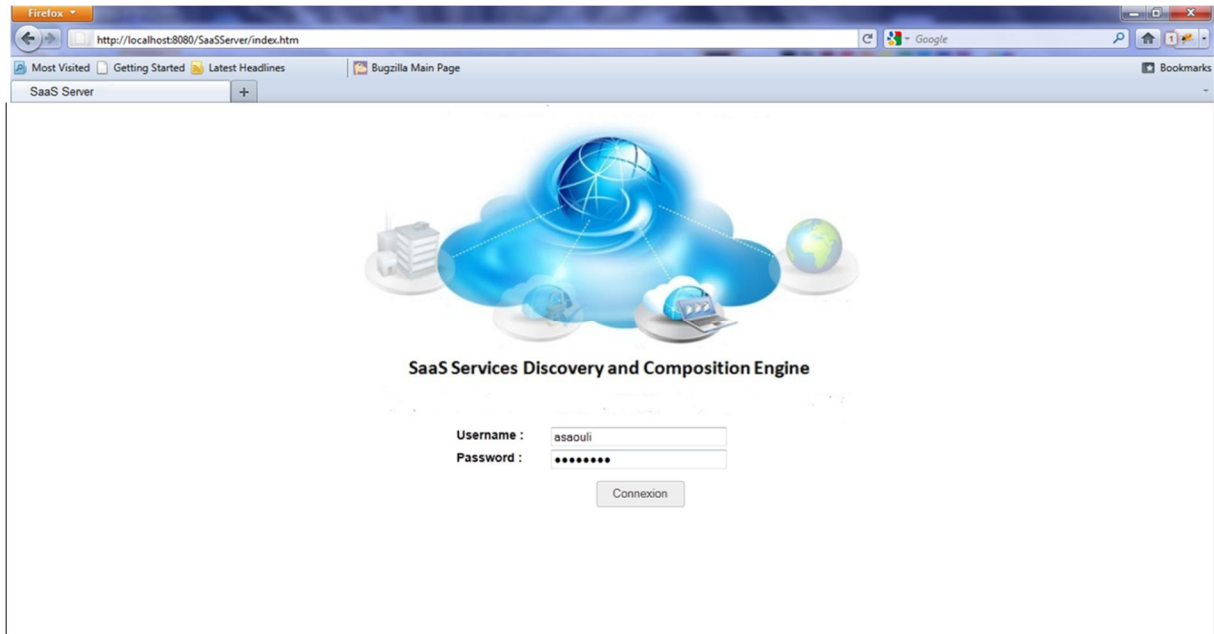 Firefox
http://localhost:8080/SaaSServer/index.htm
Google
1
Most Visited Getting Started Latest Headlines Bugzilla Main Page Bookmarks
SaaS Server +
SaaS Services Discovery and Composition Engine
Username : asaouli
Password : ••••••••
Connexion